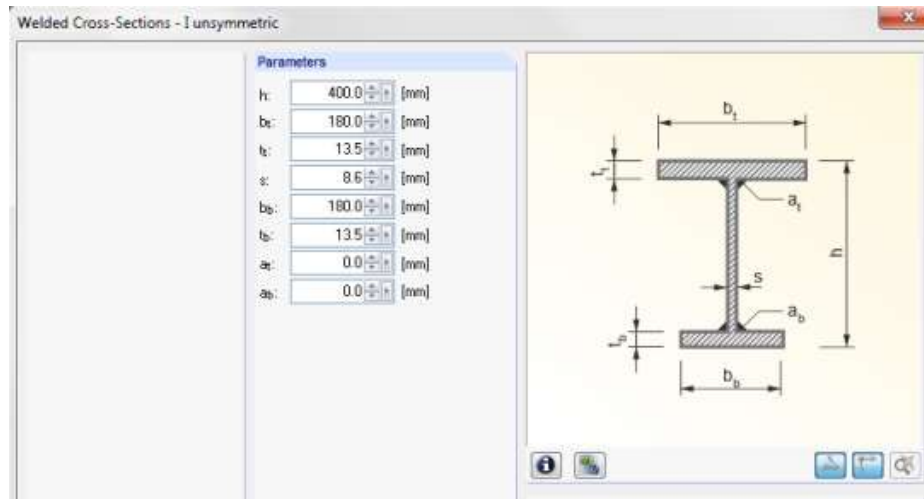 Welded Cross-Sections - I unsymmetric
Parameters
h: 400.0 [mm]
bt: 180.0 [mm]
tt: 13.5 [mm]
s: 8.6 [mm]
bb: 180.0 [mm]
tb: 13.5 [mm]
at: 0.0 [mm]
ab: 0.0 [mm]
bt
tt
at
h
s
ab
tb
bb